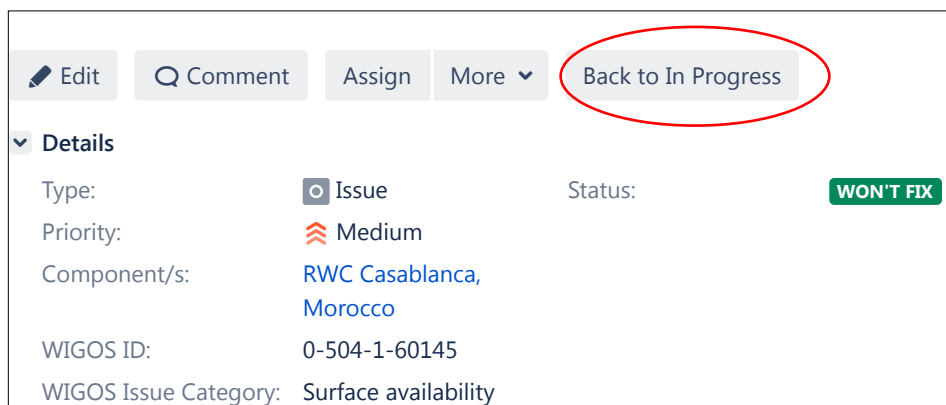 Edit Comment Assign More Back to In Progress
Details
Type: Issue Status: WON'T FIX
Priority: Medium
Component/s: RWC Casablanca,
Morocco
WIGOS ID: 0-504-1-60145
WIGOS Issue Category: Surface availability